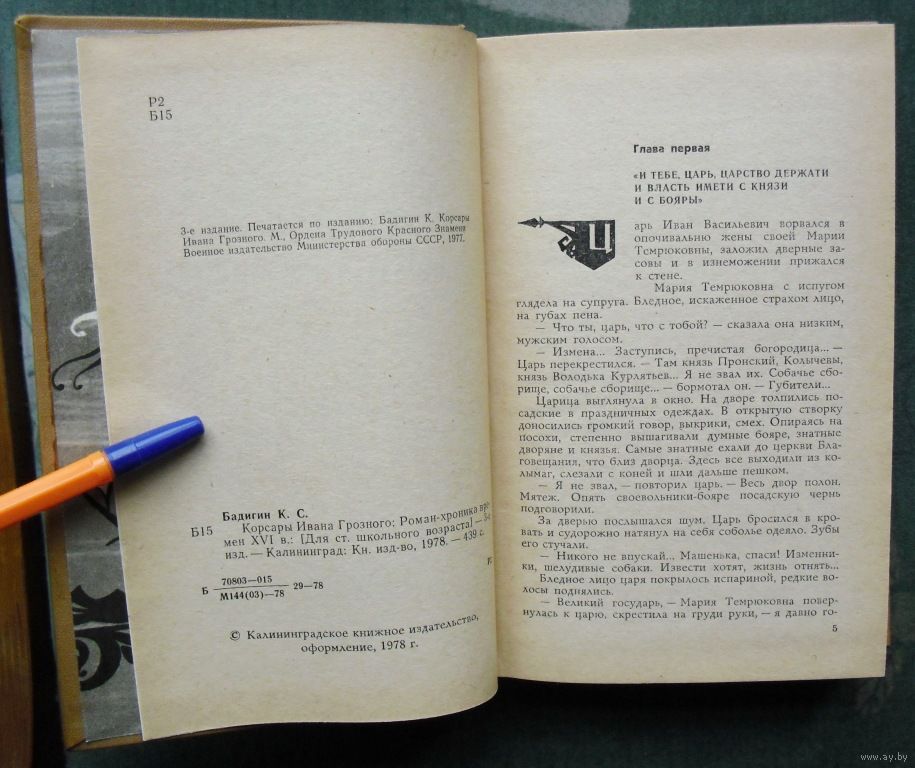 Р2
Б15
3-е издание. Печатается по изданию: Бадигин К. Корсары
Ивана Грозного. М., Ордена Трудового Красного Знамени
Военное издательство Министерства обороны СССР, 1977.
Бадигин К. С.
Б15 Корсары Ивана Грозного: Роман-хроника вре-
мен XVI в.: [Для ст. школьного возраста] — 3-е
изд. — Калининград: Кн. изд-во, 1978. — 439 с.
Б 70803—015
М144(03)—78 29—78
© Калининградское книжное издательство,
оформление, 1978 г.
Глава первая
«И ТЕБЕ, ЦАРЬ, ЦАРСТВО ДЕРЖАТИ
И ВЛАСТЬ ИМЕТИ С КНЯЗИ
И С БОЯРЫ»
Царь Иван Васильевич ворвался в
опочивальню жены своей Марии
Темрюковны, заложил дверные за-
совы и в изнеможении прижался
к стене.
Мария Темрюковна с испугом
глядела на супруга. Бледное, искаженное страхом лицо,
на губах пена.
— Что ты, царь, что с тобой? — сказала она низким,
мужским голосом.
— Измена... Заступись, пречистая богородица... —
Царь перекрестился. — Там князь Пронский, Колычевы,
князь Володька Курлятьев... Я не звал их. Собачье сбо-
рище, собачье сборище... — бормотал он. — Губители...
Царица выглянула в окно. На дворе толпились по-
садские в праздничных одеждах. В открытую створку
доносились громкий говор, выкрики, смех. Опираясь на
посохи, степенно вышагивали думные бояре, знатные
дворяне и князья. Самые знатные ехали до церкви Бла-
говещания, что близ дворца. Здесь все выходили из ко-
лымаг, слезали с коней и шли дальше пешком.
— Я не звал, — повторил царь. — Весь двор полон.
Мятеж. Опять своевольники-бояре посадскую чернь
подговорили.
За дверью послышался шум. Царь бросился в кро-
вать и судорожно натянул на себя соболье одеяло. Зубы
его стучали.
— Никого не впускай... Машенька, спаси! Изменни-
ки, шелудивые собаки. Извести хотят, жизнь отнять...
Бледное лицо царя покрылось испариной, редкие во-
лосы поднялись.
— Великий государь, — Мария Темрюковна повер-
нулась к царю, скрестила на груди руки, — я давно го-
5
www.ay.by